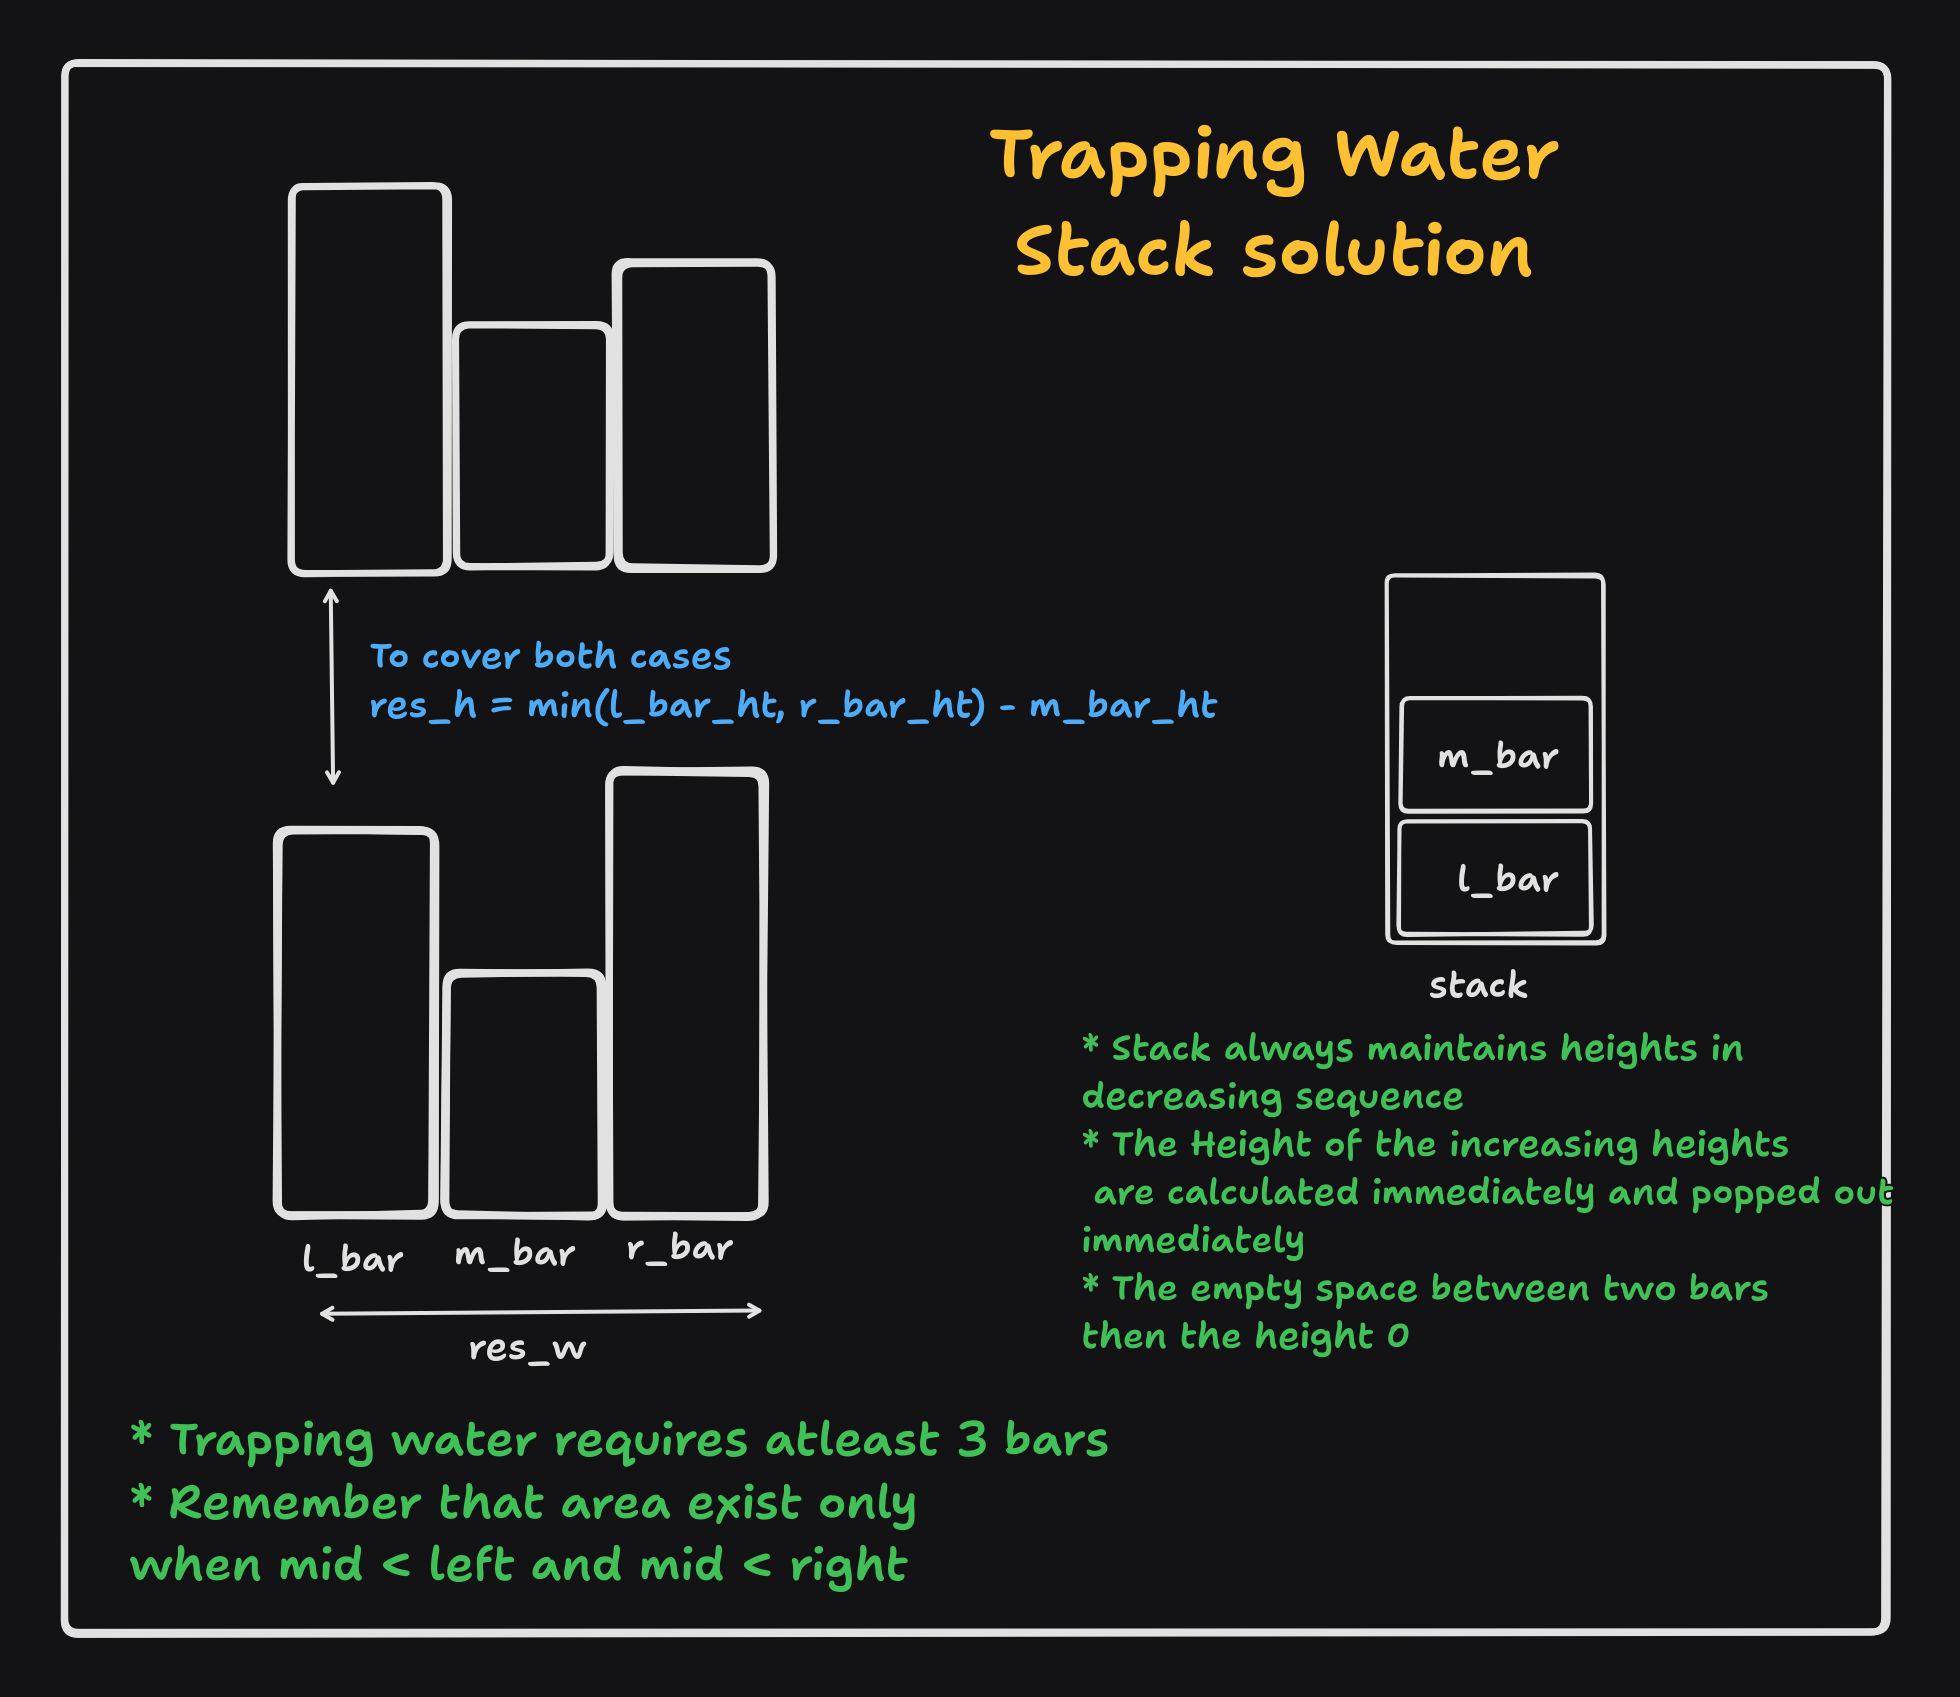 Trapping Water
Stack solution
To cover both cases
res_h = min(l_bar_ht, r_bar_ht) - m_bar_ht
m_bar
l_bar
stack
* Stack always maintains heights in
decreasing sequence
* The Height of the increasing heights
are calculated immediately and popped out
immediately
* The empty space between two bars
then the height 0
l_bar
m_bar
r_bar
res_w
* Trapping water requires atleast 3 bars
* Remember that area exist only
when mid < left and mid < right